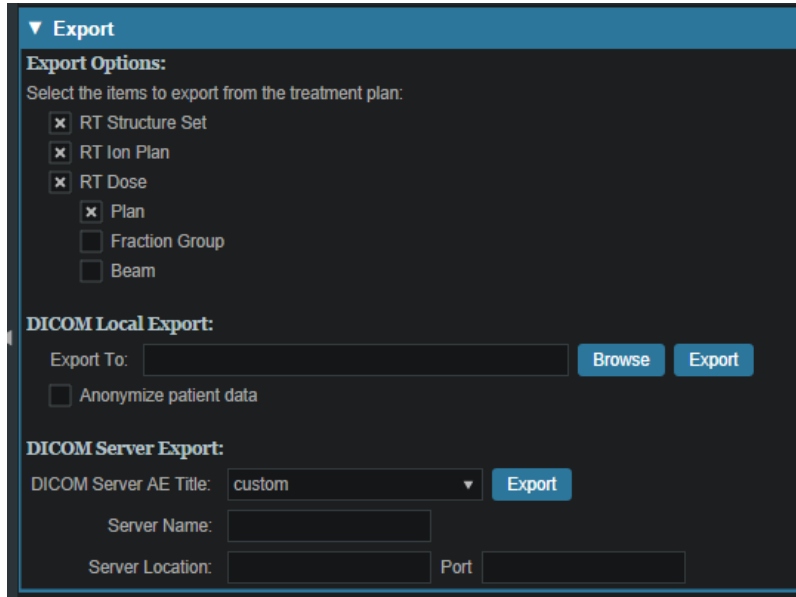 Export
Export Options:
Select the items to export from the treatment plan:
RT Structure Set
RT Ion Plan
RT Dose
Plan
Fraction Group
Beam
DICOM Local Export:
Export To: Browse Export
Anonymize patient data
DICOM Server Export:
DICOM Server AE Title: custom Export
Server Name:
Server Location: Port